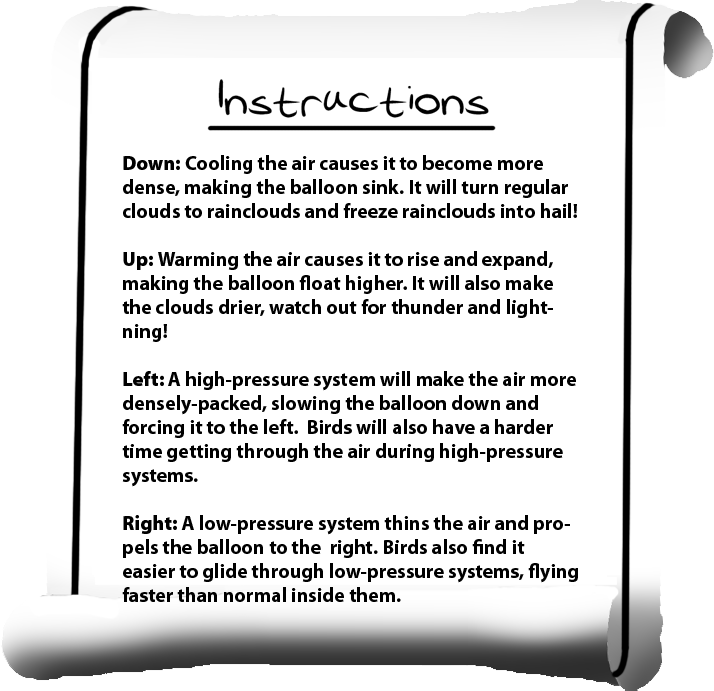 Instructions
Down: Cooling the air causes it to become more
dense, making the balloon sink. It will turn regular
clouds to rainclouds and freeze rainclouds into hail!
Up: Warming the air causes it to rise and expand,
making the balloon float higher. It will also make
the clouds drier, watch out for thunder and light-
ning!
Left: A high-pressure system will make the air more
densely-packed, slowing the balloon down and
forcing it to the left.  Birds will also have a harder
time getting through the air during high-pressure
systems.
Right: A low-pressure system thins the air and pro-
pels the balloon to the  right. Birds also find it
easier to glide through low-pressure systems, flying
faster than normal inside them.